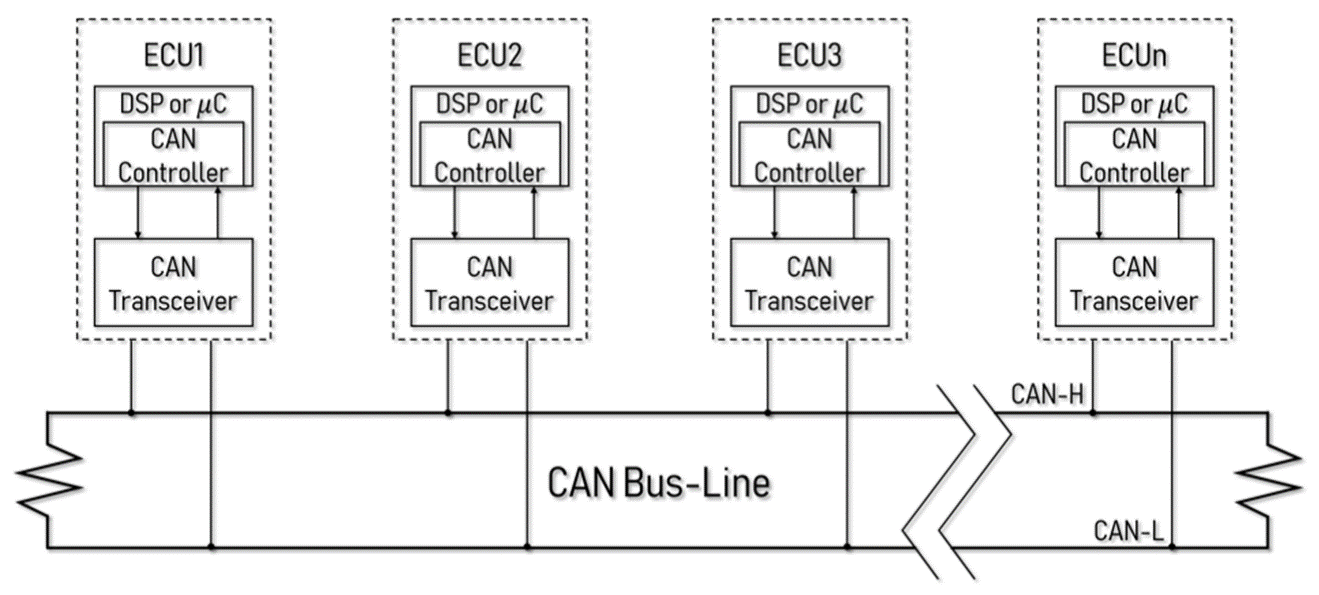 ECU1
DSP or μC
CAN
Controller
CAN
Transceiver
ECU2
DSP or μC
CAN
Controller
CAN
Transceiver
ECU3
DSP or μC
CAN
Controller
CAN
Transceiver
ECUn
DSP or μC
CAN
Controller
CAN
Transceiver
CAN-H
CAN Bus-Line
CAN-L